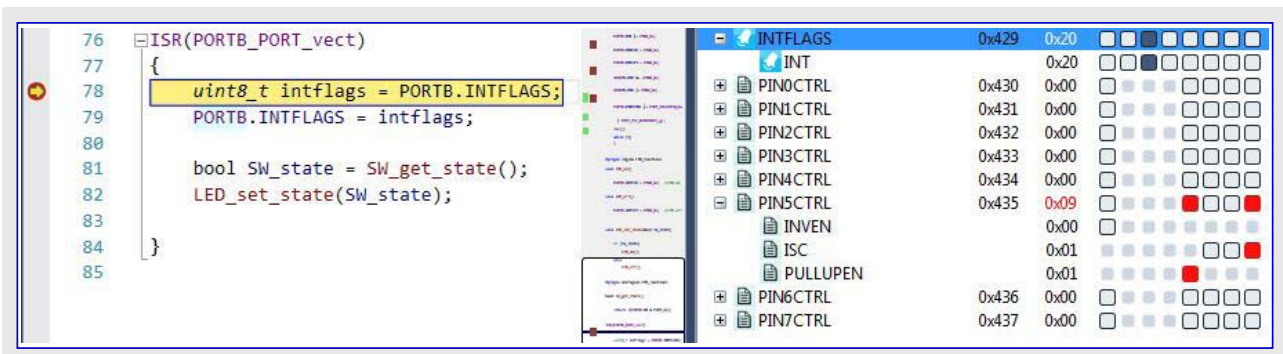 76 ISR(PORTB_PORT_vect)
77 {
78 uint8_t intflags = PORTB.INTFLAGS;
79 PORTB.INTFLAGS = intflags;
80
81 bool SW_state = SW_get_state();
82 LED_set_state(SW_state);
83
84 }
85
INTFLAGS 0x429 0x20
INT 0x20
PIN0CTRL 0x430 0x00
PIN1CTRL 0x431 0x00
PIN2CTRL 0x432 0x00
PIN3CTRL 0x433 0x00
PIN4CTRL 0x434 0x00
PIN5CTRL 0x435 0x09
INVEN 0x00
ISC 0x01
PULLUPEN 0x01
PIN6CTRL 0x436 0x00
PIN7CTRL 0x437 0x00